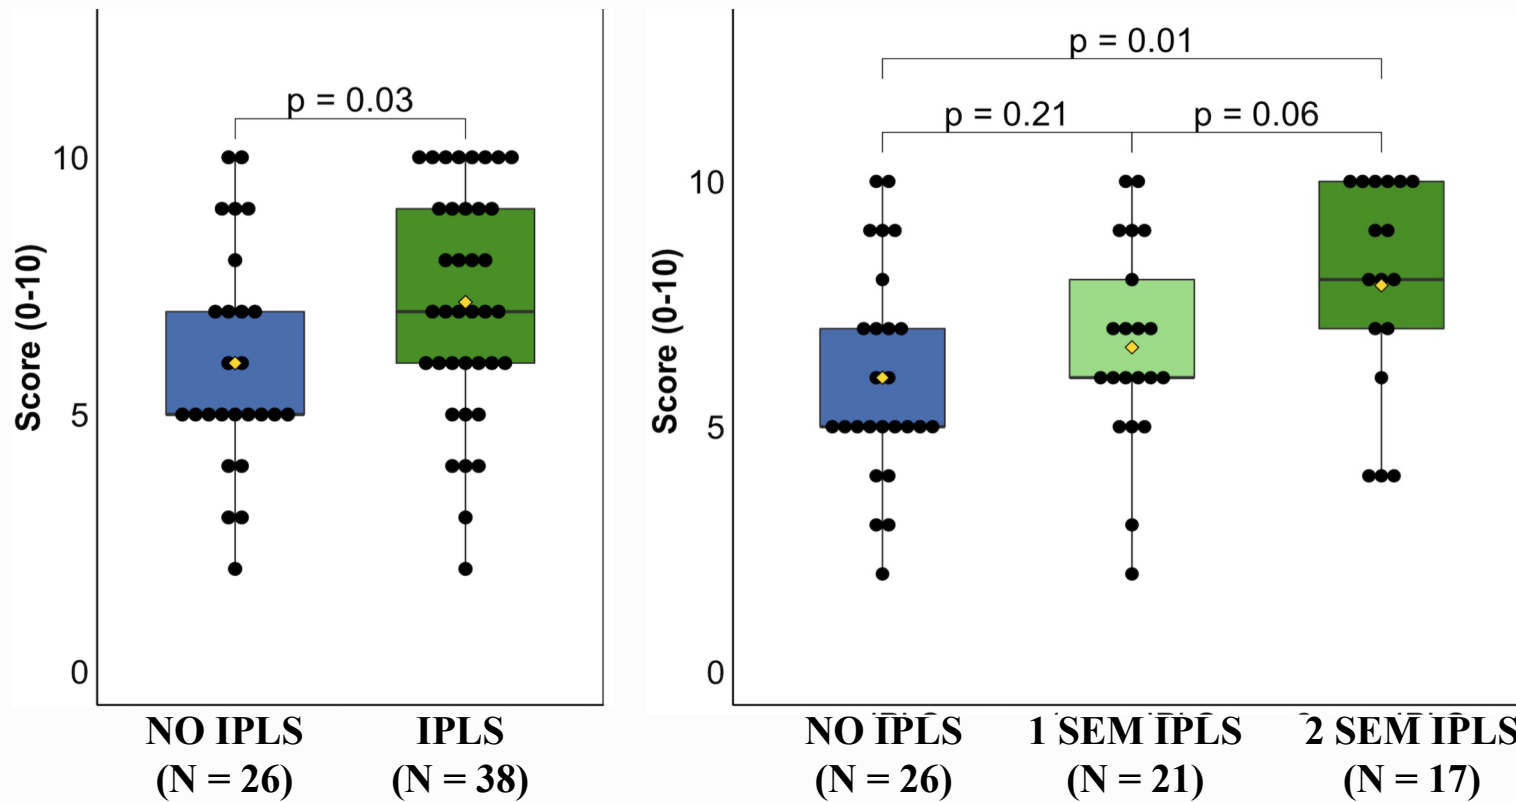 p = 0.03
10
5
0
Score (0-10)
NO IPLS
(N = 26)
IPLS
(N = 38)
p = 0.01
p = 0.21
p = 0.06
10
5
0
Score (0-10)
NO IPLS
(N = 26)
1 SEM IPLS
(N = 21)
2 SEM IPLS
(N = 17)